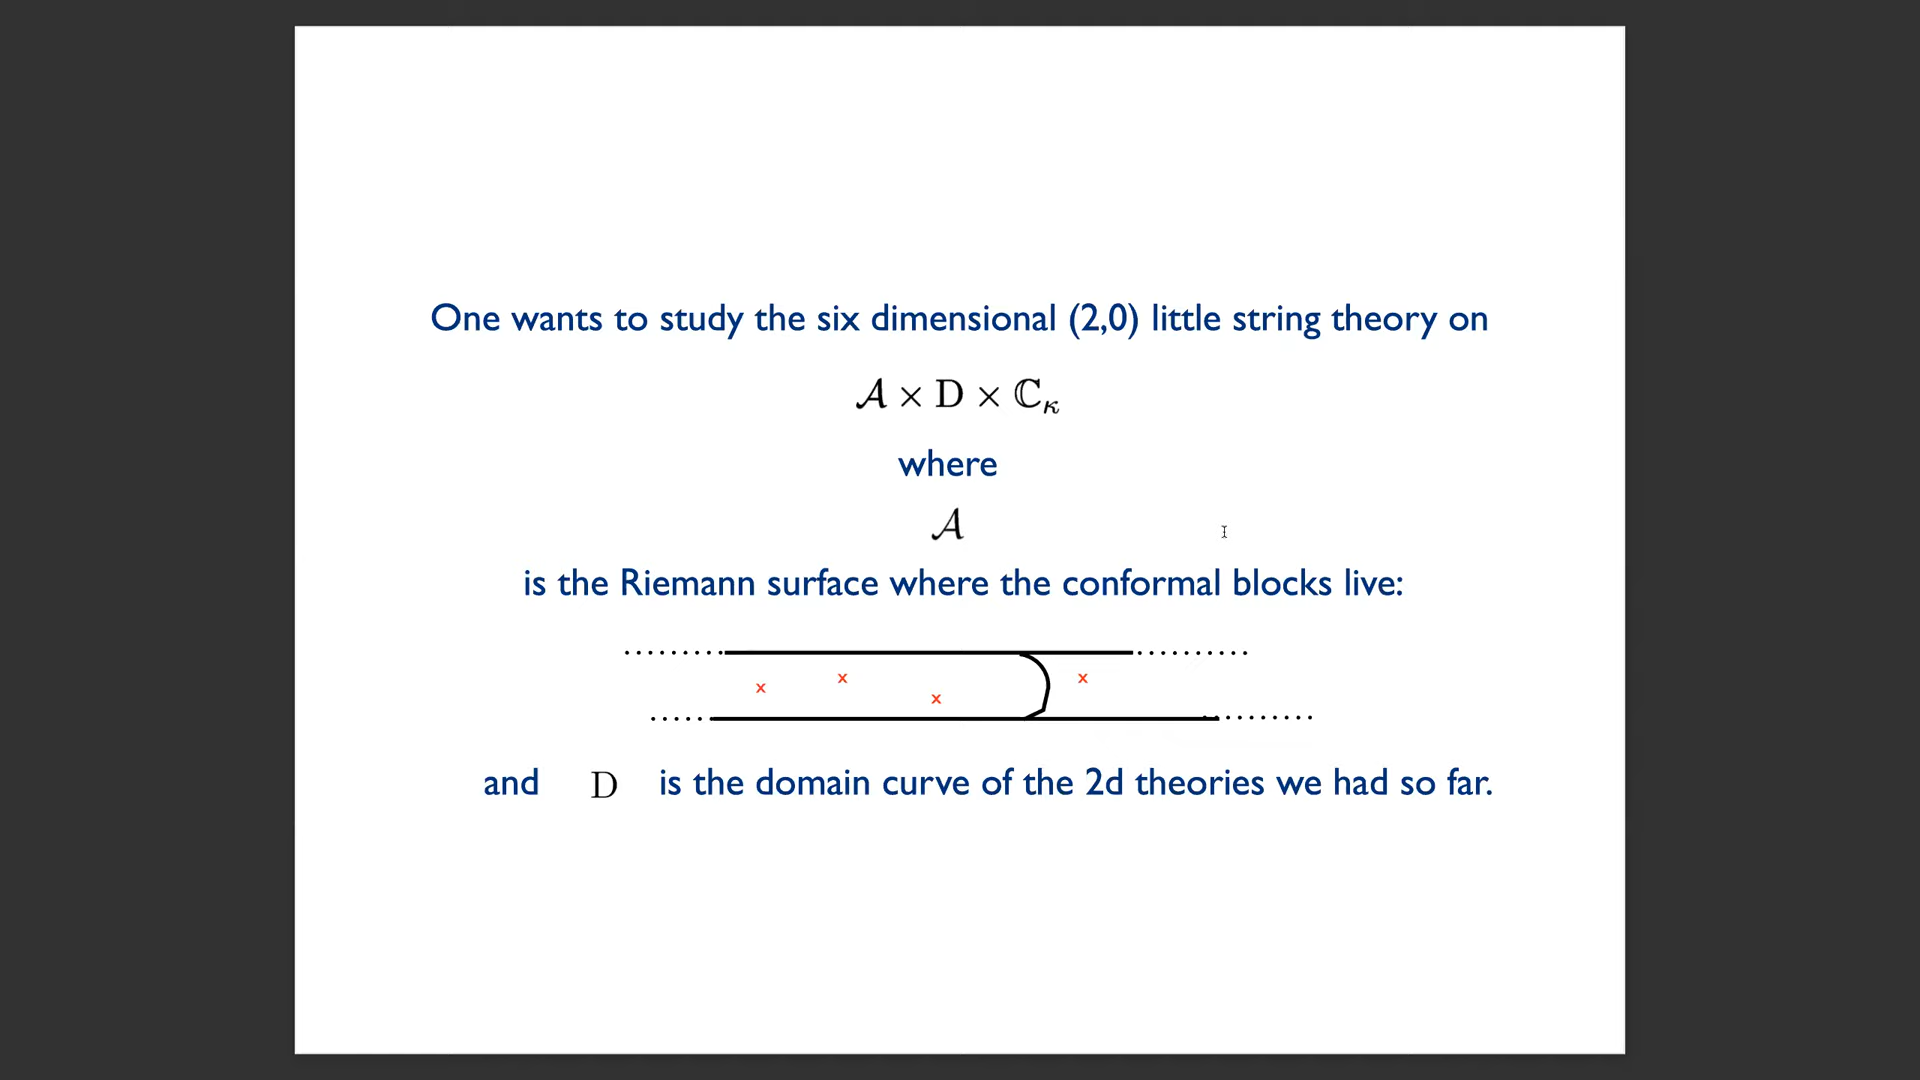 One wants to study the six dimensional (2,0) little string theory on
𝒜 × D × ℂ_κ
where
𝒜
is the Riemann surface where the conformal blocks live:
x x x x
and D is the domain curve of the 2d theories we had so far.